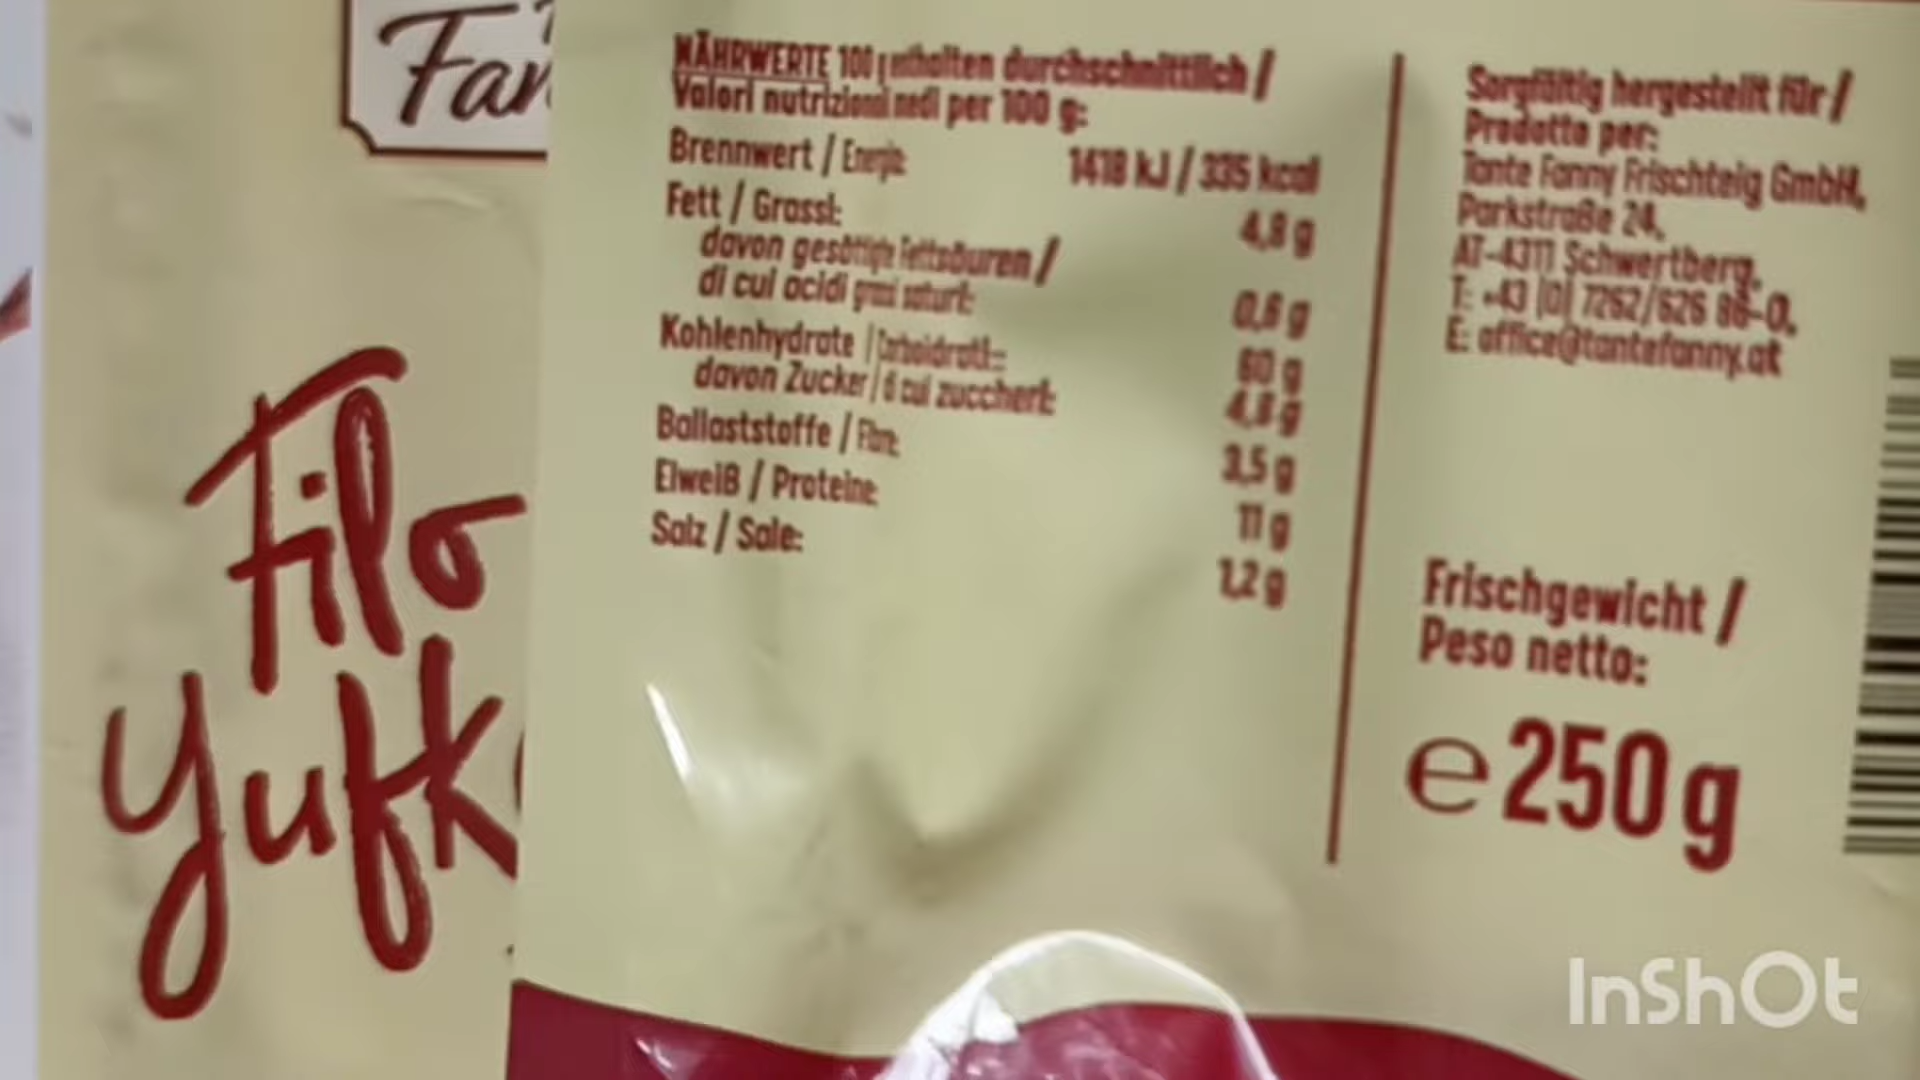 Fan
Filo
Yufk
NÄHRWERTE 100 g enthalten durchschnittlich /
Valori nutrizionali medi per 100 g:
Brennwert / Energia: 1418 kJ / 335 kcal
Fett / Grassi: 4,8 g
davon gesättigte Fettsäuren /
di cui acidi grassi saturi: 0,6 g
Kohlenhydrate / Carboidrati: 60 g
davon Zucker / di cui zuccheri:
Ballaststoffe / Fibre: 3,5 g
Eiweiß / Proteine: 11 g
Salz / Sale: 1,2 g
Sorgfältig hergestellt für /
Prodotto per:
Tante Fanny Frischteig GmbH,
Parkstraße 24,
AT-4311 Schwertberg,
T: +43 (0) 7262/626 86-0,
E: office@tantefanny.at
Frischgewicht /
Peso netto:
e 250 g
InShOt